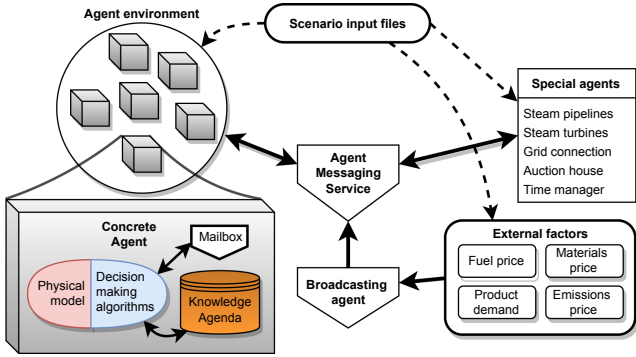 Agent environment
Scenario input files
Special agents
Steam pipelines
Steam turbines
Grid connection
Auction house
Time manager
Agent
Messaging
Service
Concrete
Agent
Mailbox
Physical
model
Decision
making
algorithms
Knowledge
Agenda
Broadcasting
agent
External factors
Fuel price
Materials
price
Product
demand
Emissions
price